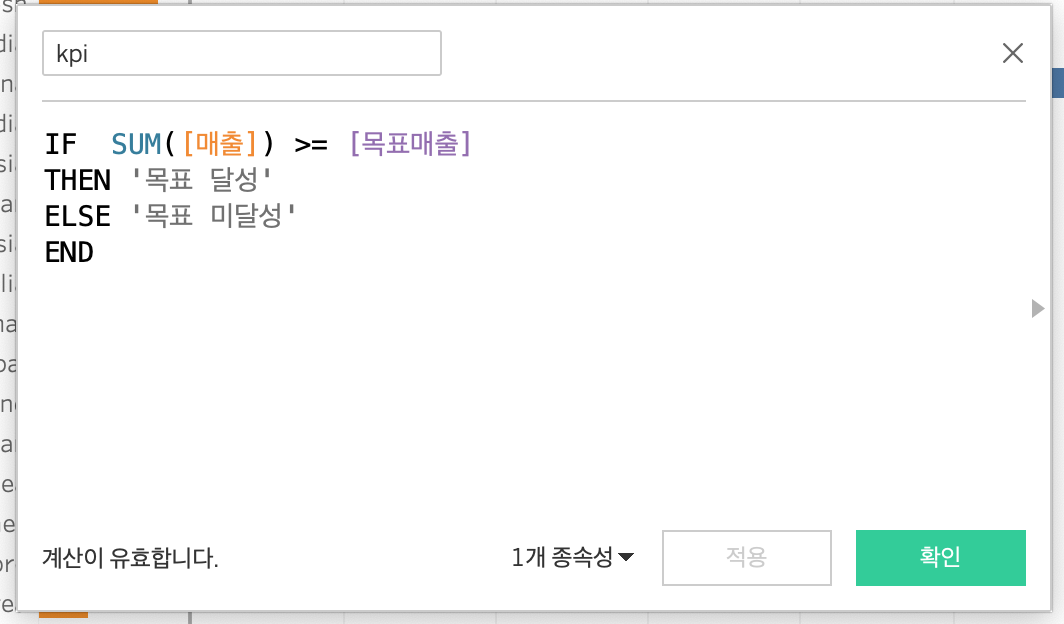 kpi
IF  SUM([매출]) >= [목표매출]
THEN '목표 달성'
ELSE '목표 미달성'
END
계산이 유효합니다.
1개 종속성
적용
확인